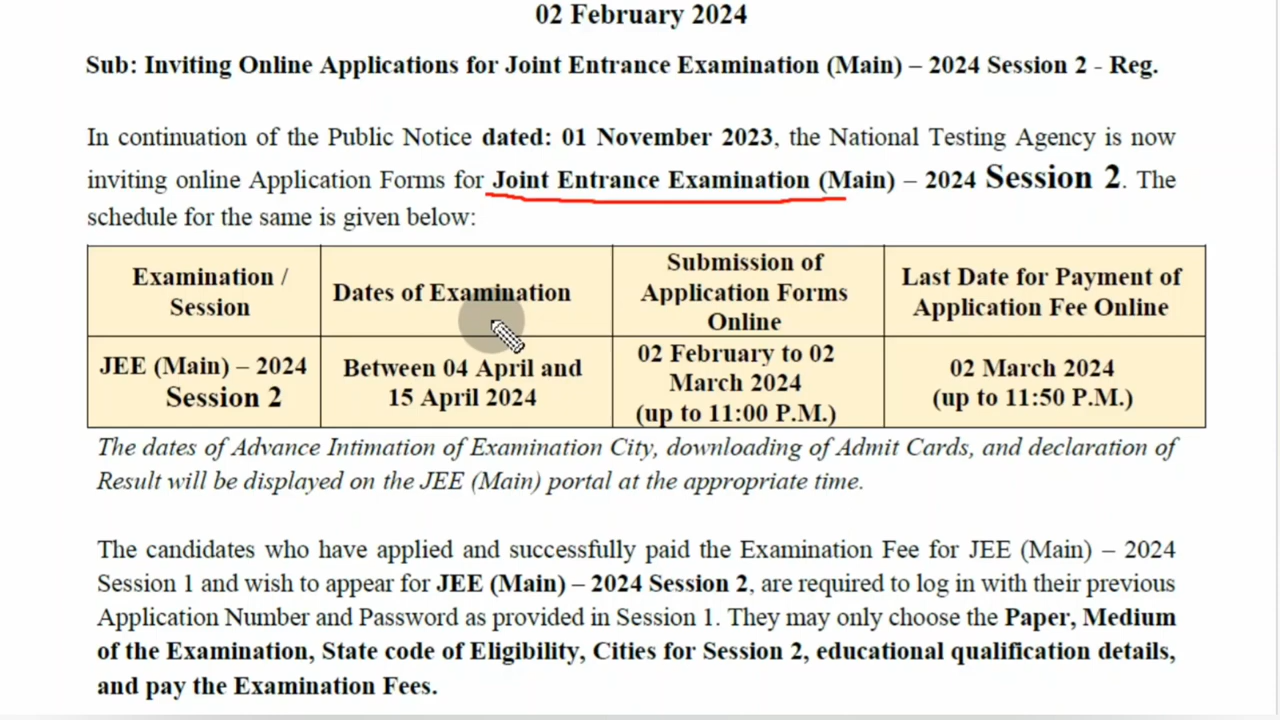 02 February 2024
Sub: Inviting Online Applications for Joint Entrance Examination (Main) – 2024 Session 2 - Reg.
In continuation of the Public Notice dated: 01 November 2023, the National Testing Agency is now
inviting online Application Forms for Joint Entrance Examination (Main) – 2024 Session 2. The
schedule for the same is given below:
Examination /
Session
Dates of Examination
Submission of
Application Forms
Online
Last Date for Payment of
Application Fee Online
JEE (Main) – 2024
Session 2
Between 04 April and
15 April 2024
02 February to 02
March 2024
(up to 11:00 P.M.)
02 March 2024
(up to 11:50 P.M.)
The dates of Advance Intimation of Examination City, downloading of Admit Cards, and declaration of
Result will be displayed on the JEE (Main) portal at the appropriate time.
The candidates who have applied and successfully paid the Examination Fee for JEE (Main) – 2024
Session 1 and wish to appear for JEE (Main) – 2024 Session 2, are required to log in with their previous
Application Number and Password as provided in Session 1. They may only choose the Paper, Medium
of the Examination, State code of Eligibility, Cities for Session 2, educational qualification details,
and pay the Examination Fees.